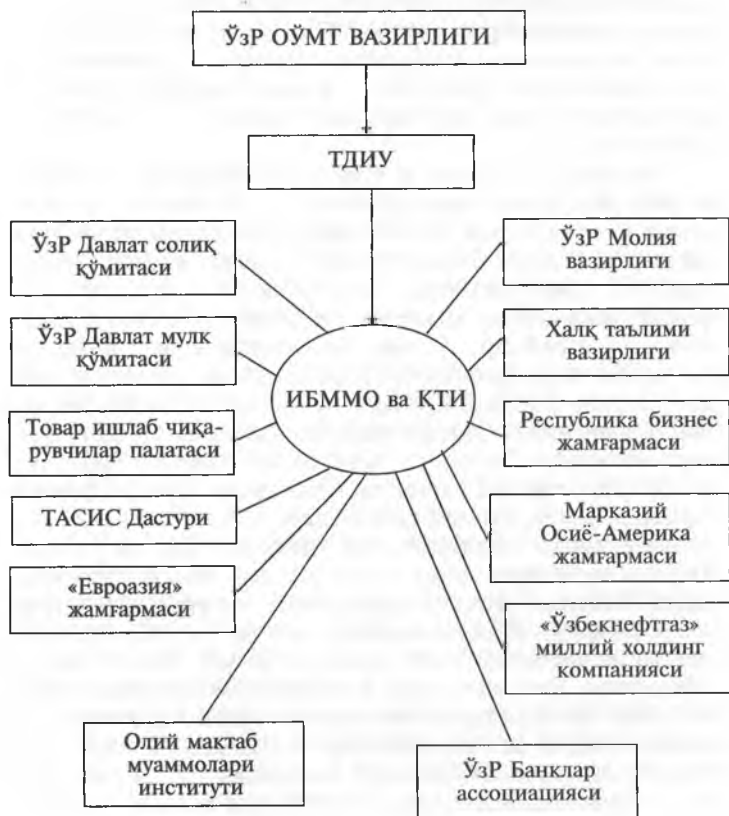 ЎзР ОЎМТ ВАЗИРЛИГИ
ТДИУ
ЎзР Давлат солиқ
қўмитаси
ЎзР Давлат мулк
қўмитаси
Товар ишлаб чиқа-
рувчилар палатаси
ТАСИС Дастури
«Евроазия»
жамғармаси
Олий мақтаб
муаммолари
институти
ИБММО ва ҚТИ
ЎзР Молия
вазирлиги
Халқ таълими
вазирлиги
Республика бизнес
жамғармаси
Марказий
Осиё-Америка
жамғармаси
«Ўзбекнефтгаз»
миллий холдинг
компанияси
ЎзР Банклар
ассоциацияси